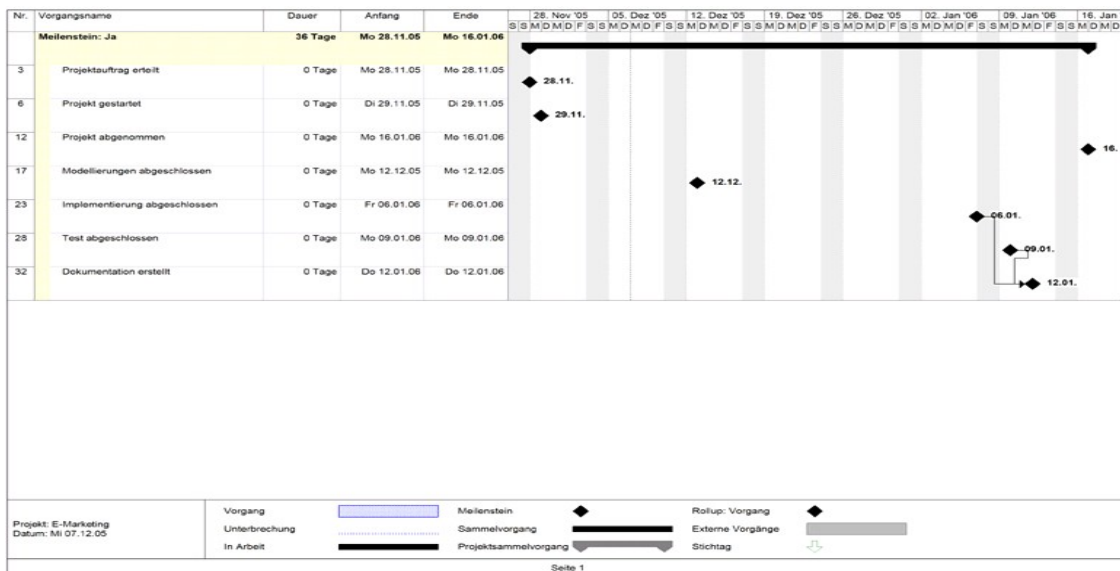 Nr. Vorgangsname Dauer Anfang Ende 28. Nov '05 05. Dez '05 12. Dez '05 19. Dez '05 26. Dez '05 02. Jan '06 09. Jan '06 16. Jan
S S M D M D F S S M D M D F S S M D M D F S S M D M D F S S M D M D F S S M D M D F S S M D M D F S S M D M D
Meilenstein: Ja 36 Tage Mo 28.11.05 Mo 16.01.06
3 Projektauftrag erteilt 0 Tage Mo 28.11.05 Mo 28.11.05 28.11.
6 Projekt gestartet 0 Tage Di 29.11.05 Di 29.11.05 29.11.
12 Projekt abgenommen 0 Tage Mo 16.01.06 Mo 16.01.06 16.
17 Modellierungen abgeschlossen 0 Tage Mo 12.12.05 Mo 12.12.05 12.12.
23 Implementierung abgeschlossen 0 Tage Fr 06.01.06 Fr 06.01.06 06.01.
28 Test abgeschlossen 0 Tage Mo 09.01.06 Mo 09.01.06 09.01.
32 Dokumentation erstellt 0 Tage Do 12.01.06 Do 12.01.06 12.01.
Projekt: E-Marketing
Datum: Mi 07.12.05
Vorgang Meilenstein Rollup: Vorgang
Unterbrechung Sammelvorgang Externe Vorgänge
In Arbeit Projektsammelvorgang Stichtag
Seite 1